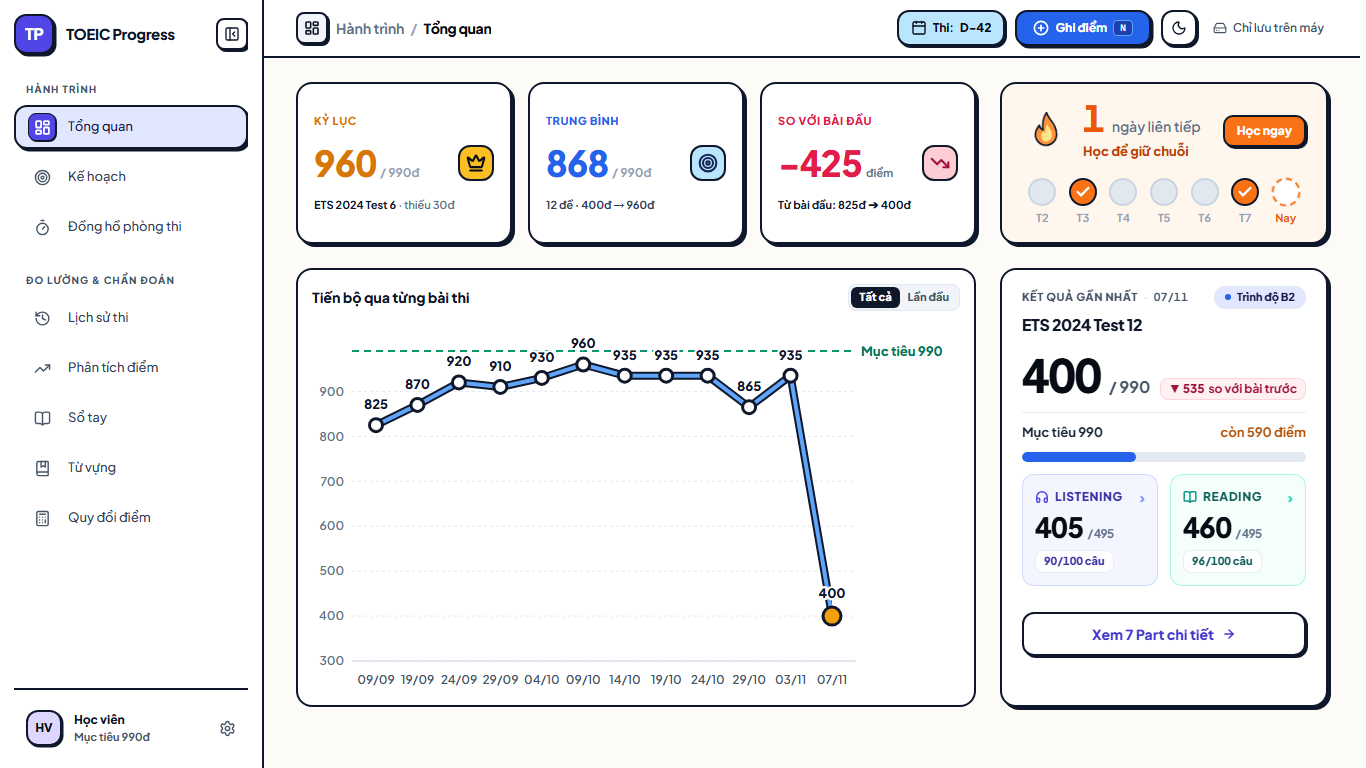 TP
TOEIC Progress
HÀNH TRÌNH
Tổng quan
Kế hoạch
Đồng hồ phòng thi
ĐO LƯỜNG & CHẨN ĐOÁN
Lịch sử thi
Phân tích điểm
Sổ tay
Từ vựng
Quy đổi điểm
HV
Học viên
Mục tiêu 990đ
Hành trình / Tổng quan
Thi: D-42
Ghi điểm N
Chỉ lưu trên máy
KỶ LỤC
960 / 990đ
ETS 2024 Test 6 · thiếu 30đ
TRUNG BÌNH
868 / 990đ
12 đề · 400đ → 960đ
SO VỚI BÀI ĐẦU
−425 điểm
Từ bài đầu: 825đ → 400đ
1 ngày liên tiếp
Học để giữ chuỗi
Học ngay
T2 T3 T4 T5 T6 T7 Nay
Tiến bộ qua từng bài thi
Tất cả Lần đầu
Mục tiêu 990
825 870 920 910 930 960 935 935 935 865 935 400
900
800
700
600
500
400
300
09/09 19/09 24/09 29/09 04/10 09/10 14/10 19/10 24/10 29/10 03/11 07/11
KẾT QUẢ GẦN NHẤT · 07/11
Trình độ B2
ETS 2024 Test 12
400 / 990
▼ 535 so với bài trước
Mục tiêu 990 còn 590 điểm
LISTENING ›
405 /495
90/100 câu
READING ›
460 /495
96/100 câu
Xem 7 Part chi tiết →